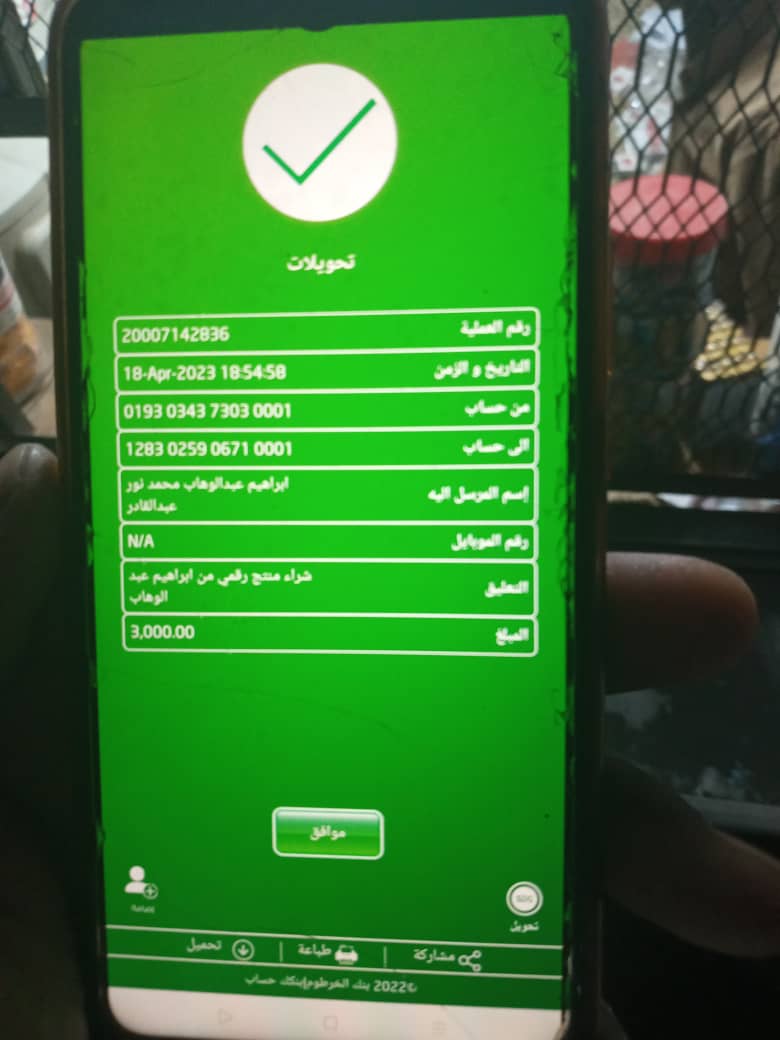 تحويلات
رقم العملية 20007142836
التاريخ و الزمن 18-Apr-2023 18:54:58
من حساب 0193 0343 7303 0001
الى حساب 1283 0259 0671 0001
إسم المرسل اليه ابراهيم عبدالوهاب محمد نور
عبدالقادر
رقم الموبايل N/A
التعليق شراء منتج رقمي من ابراهيم عبد
الوهاب
المبلغ 3,000.00
موافق
إضافة
SDG
تحويل
مشاركة | طباعة | تحميل
©2022 بنك الخرطوم|بنكك حساب